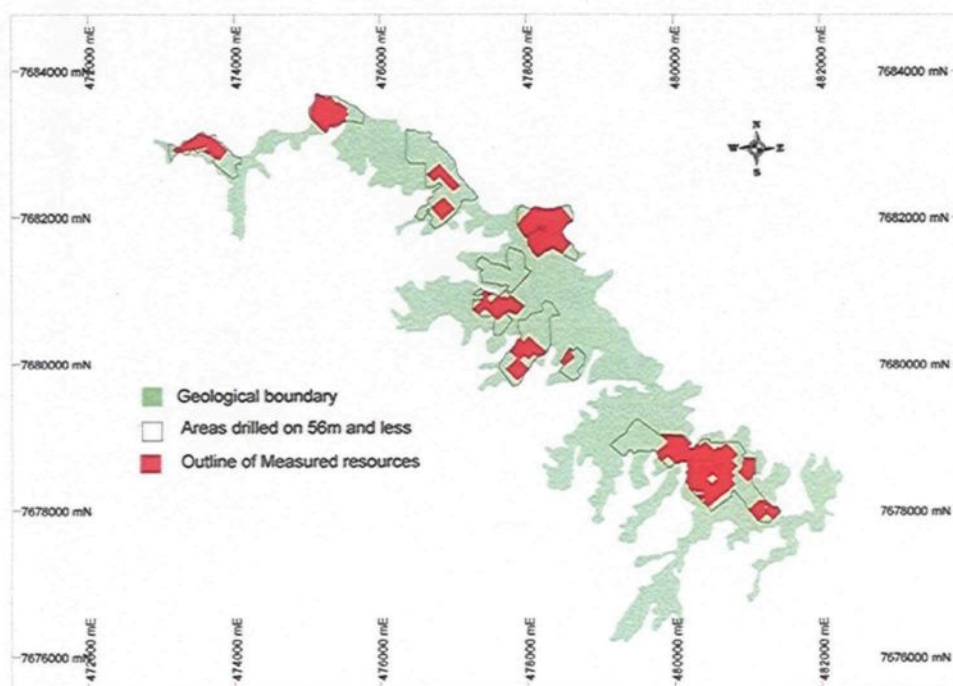 472000 mE
474000 mE
476000 mE
478000 mE
480000 mE
482000 mE
7684000 mN
7684000 mN
N
W
E
S
7682000 mN
7682000 mN
7680000 mN
7680000 mN
Geological boundary
Areas drilled on 56m and less
Outline of Measured resources
7678000 mN
7678000 mN
472000 mE
474000 mE
476000 mE
478000 mE
480000 mE
482000 mE
7676000 mN
7676000 mN